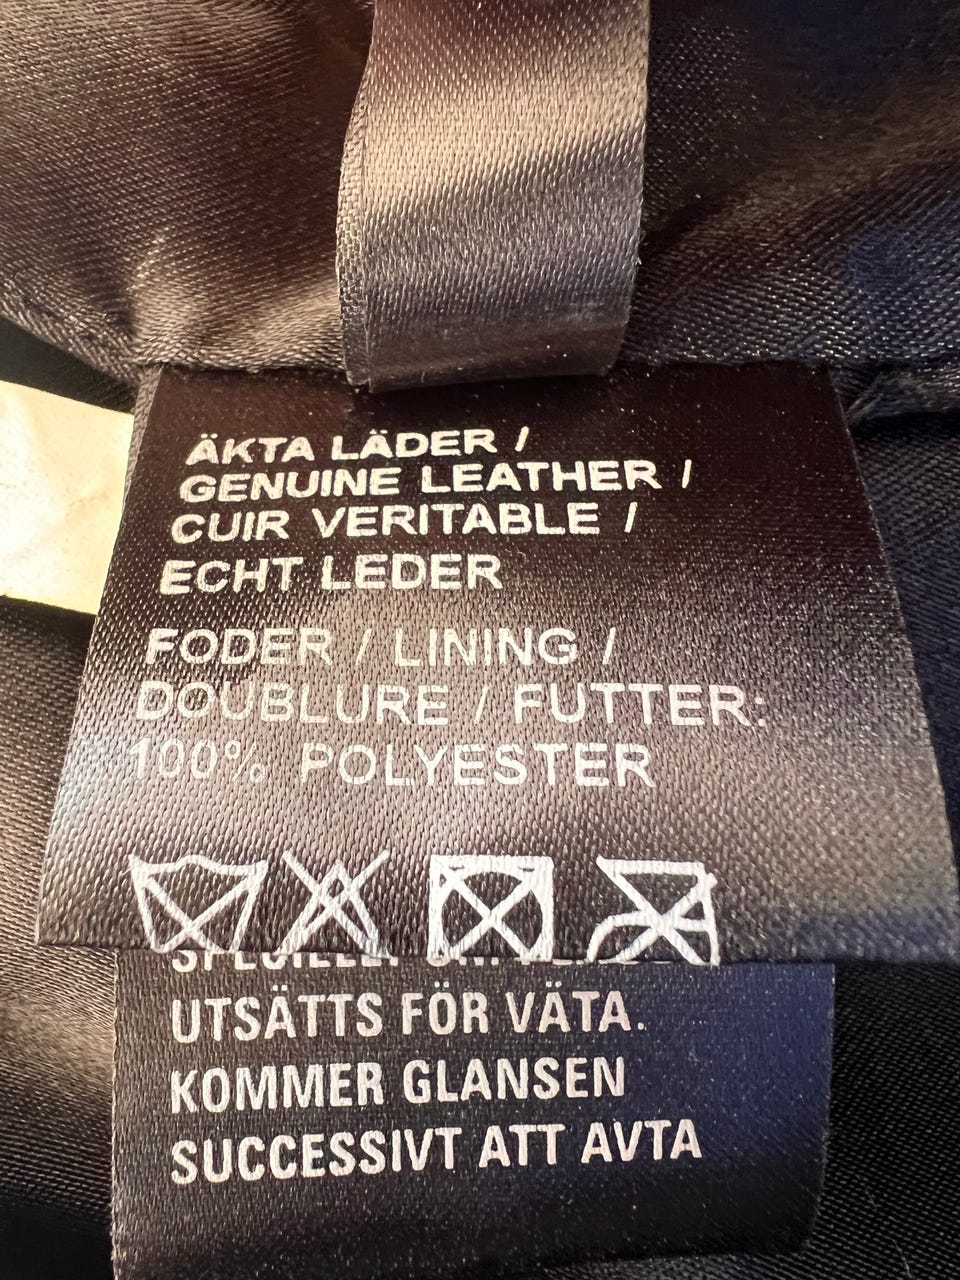 ÄKTA LÄDER /
GENUINE LEATHER /
CUIR VERITABLE /
ECHT LEDER
FODER / LINING /
DOUBLURE / FUTTER:
100% POLYESTER
UTSÄTTS FÖR VÄTA.
KOMMER GLANSEN
SUCCESSIVT ATT AVTA